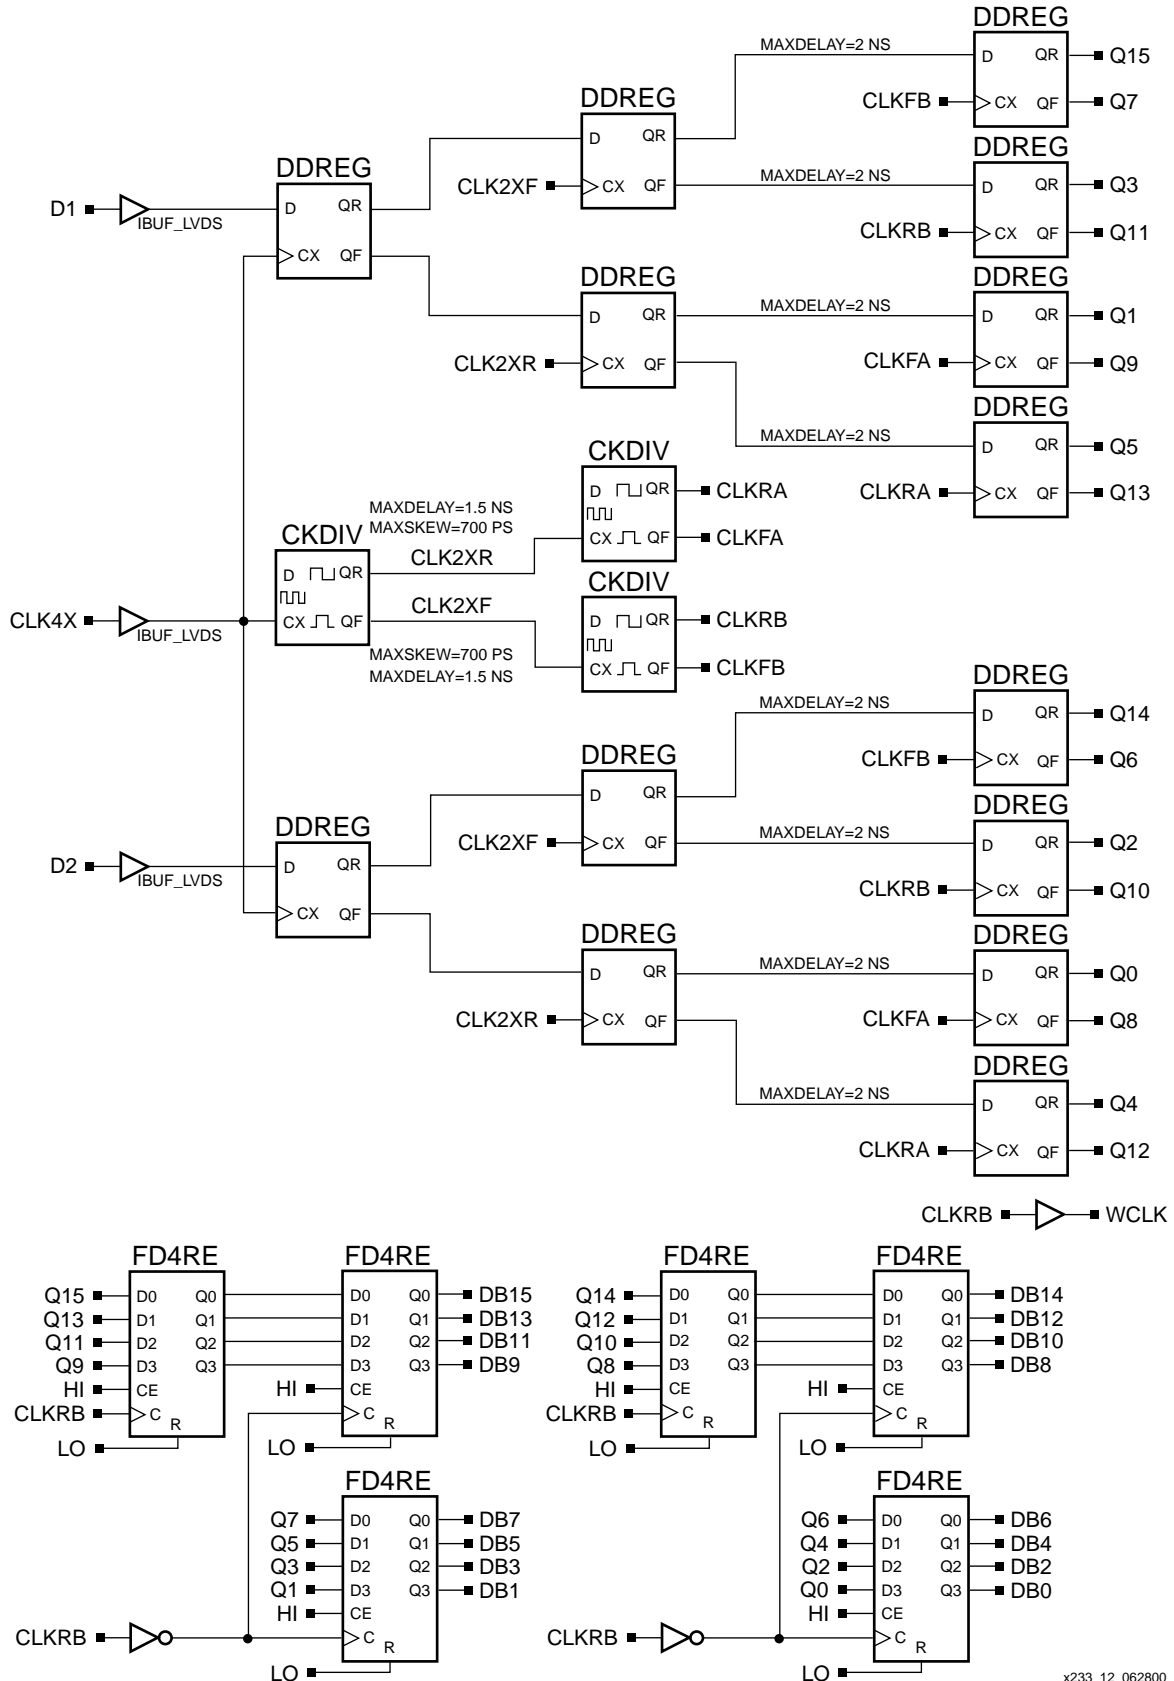 DDREG
MAXDELAY=2 NS
D QR Q15
CLKFB CX QF Q7
DDREG
D QR
CLK2XF CX QF
DDREG
MAXDELAY=2 NS
D QR Q3
CLKRB CX QF Q11
DDREG
D1 IBUF_LVDS D QR
CX QF
DDREG
D QR
CLK2XR CX QF
DDREG
MAXDELAY=2 NS
D QR Q1
CLKFA CX QF Q9
DDREG
MAXDELAY=2 NS
D QR Q5
CLKRA CX QF Q13
CKDIV
D QR CLKRA
CX QF CLKFA
MAXDELAY=1.5 NS
MAXSKEW=700 PS
CKDIV
CLK2XR
D QR
CLK4X IBUF_LVDS CX QF
CLK2XF
MAXSKEW=700 PS
MAXDELAY=1.5 NS
CKDIV
D QR CLKRB
CX QF CLKFB
DDREG
MAXDELAY=2 NS
D QR Q14
CLKFB CX QF Q6
DDREG
D QR
CLK2XF CX QF
DDREG
MAXDELAY=2 NS
D QR Q2
CLKRB CX QF Q10
DDREG
D2 IBUF_LVDS D QR
CX QF
DDREG
D QR
CLK2XR CX QF
DDREG
MAXDELAY=2 NS
D QR Q0
CLKFA CX QF Q8
DDREG
MAXDELAY=2 NS
D QR Q4
CLKRA CX QF Q12
CLKRB WCLK
FD4RE FD4RE FD4RE FD4RE
Q15 D0 Q0 D0 Q0 DB15 Q14 D0 Q0 D0 Q0 DB14
Q13 D1 Q1 D1 Q1 DB13 Q12 D1 Q1 D1 Q1 DB12
Q11 D2 Q2 D2 Q2 DB11 Q10 D2 Q2 D2 Q2 DB10
Q9 D3 Q3 D3 Q3 DB9 Q8 D3 Q3 D3 Q3 DB8
HI CE HI CE HI CE HI CE
CLKRB C R C R CLKRB C R C R
LO LO LO LO
FD4RE FD4RE
Q7 D0 Q0 DB7 Q6 D0 Q0 DB6
Q5 D1 Q1 DB5 Q4 D1 Q1 DB4
Q3 D2 Q2 DB3 Q2 D2 Q2 DB2
Q1 D3 Q3 DB1 Q0 D3 Q3 DB0
HI CE HI CE
CLKRB C R CLKRB C R
LO LO
x233_12_062800